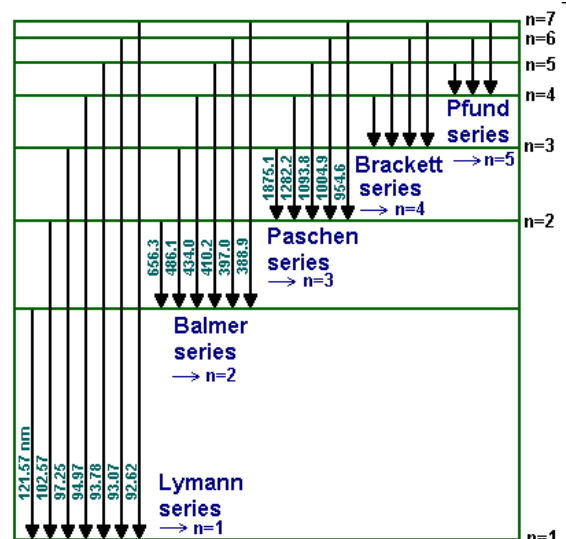 n=7
n=6
n=5
n=4
Pfund
series
→ n=5
n=3
1875.1
1282.2
1093.8
1004.9
954.6
Brackett
series
→ n=4
n=2
656.3
486.1
434.0
410.2
397.0
388.9
Paschen
series
→ n=3
Balmer
series
→ n=2
121.57 nm
102.57
97.25
94.97
93.78
93.07
92.62
Lymann
series
→ n=1
n=1